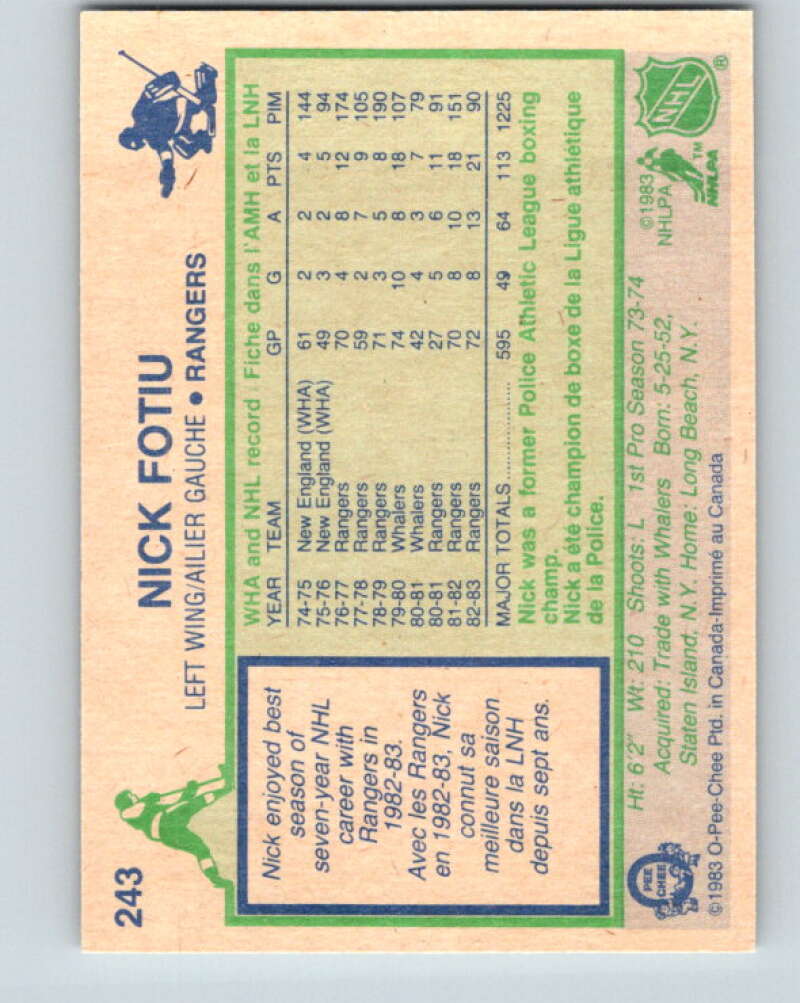 243
NICK FOTIU
LEFT WING/AILIER GAUCHE • RANGERS
Nick enjoyed best
season of
seven-year NHL
career with
Rangers in
1982-83.
Avec les Rangers
en 1982-83, Nick
connut sa
meilleure saison
dans la LNH
depuis sept ans.
WHA and NHL record / Fiche dans l'AMH et la LNH
YEAR TEAM GP G A PTS PIM
74-75 New England (WHA) 61 2 2 4 144
75-76 New England (WHA) 49 3 2 5 94
76-77 Rangers 70 4 8 12 174
77-78 Rangers 59 2 7 9 105
78-79 Rangers 71 3 5 8 190
79-80 Whalers 74 10 8 18 107
80-81 Whalers 42 4 3 7 79
80-81 Rangers 27 5 6 11 91
81-82 Rangers 70 8 10 18 151
82-83 Rangers 72 8 13 21 90
MAJOR TOTALS .................. 595 49 64 113 1225
Nick was a former Police Athletic League boxing
champ.
Nick a été champion de boxe de la Ligue athlétique
de la Police.
Ht: 6'2" Wt: 210 Shoots: L 1st Pro Season 73-74
Acquired: Trade with Whalers Born: 5-25-52,
Staten Island, N.Y. Home: Long Beach, N.Y.
©1983 O-Pee-Chee Ptd. in Canada-Imprimé au Canada
PEE
CHEE
©1983
NHLPA
NHL
®
TM
NHLPA